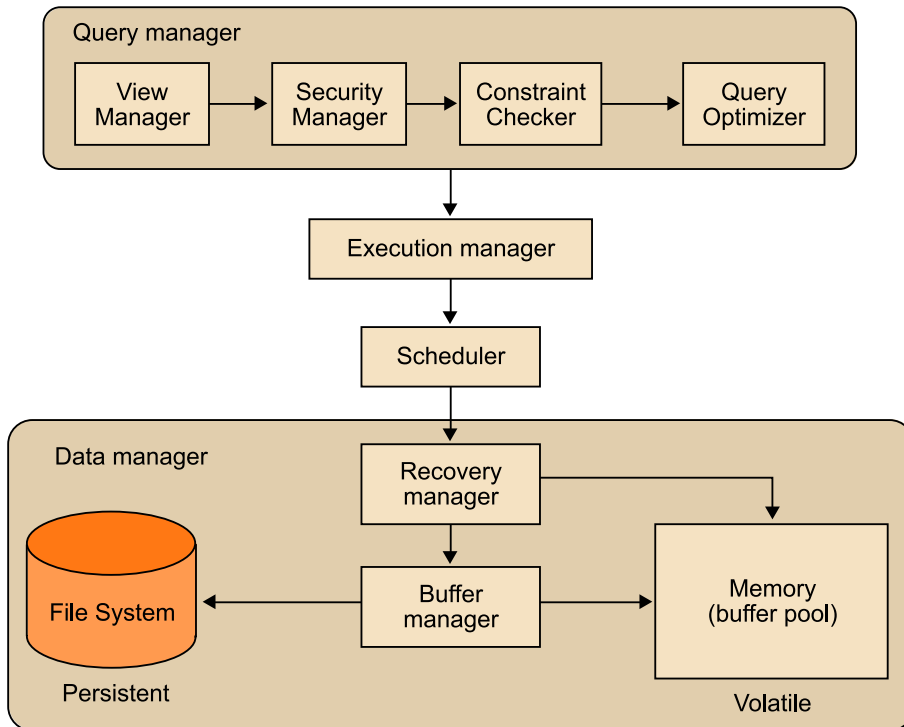 Query manager
View
Manager
Security
Manager
Constraint
Checker
Query
Optimizer
Execution manager
Scheduler
Data manager
Recovery
manager
File System
Buffer
manager
Memory
(buffer pool)
Persistent
Volatile